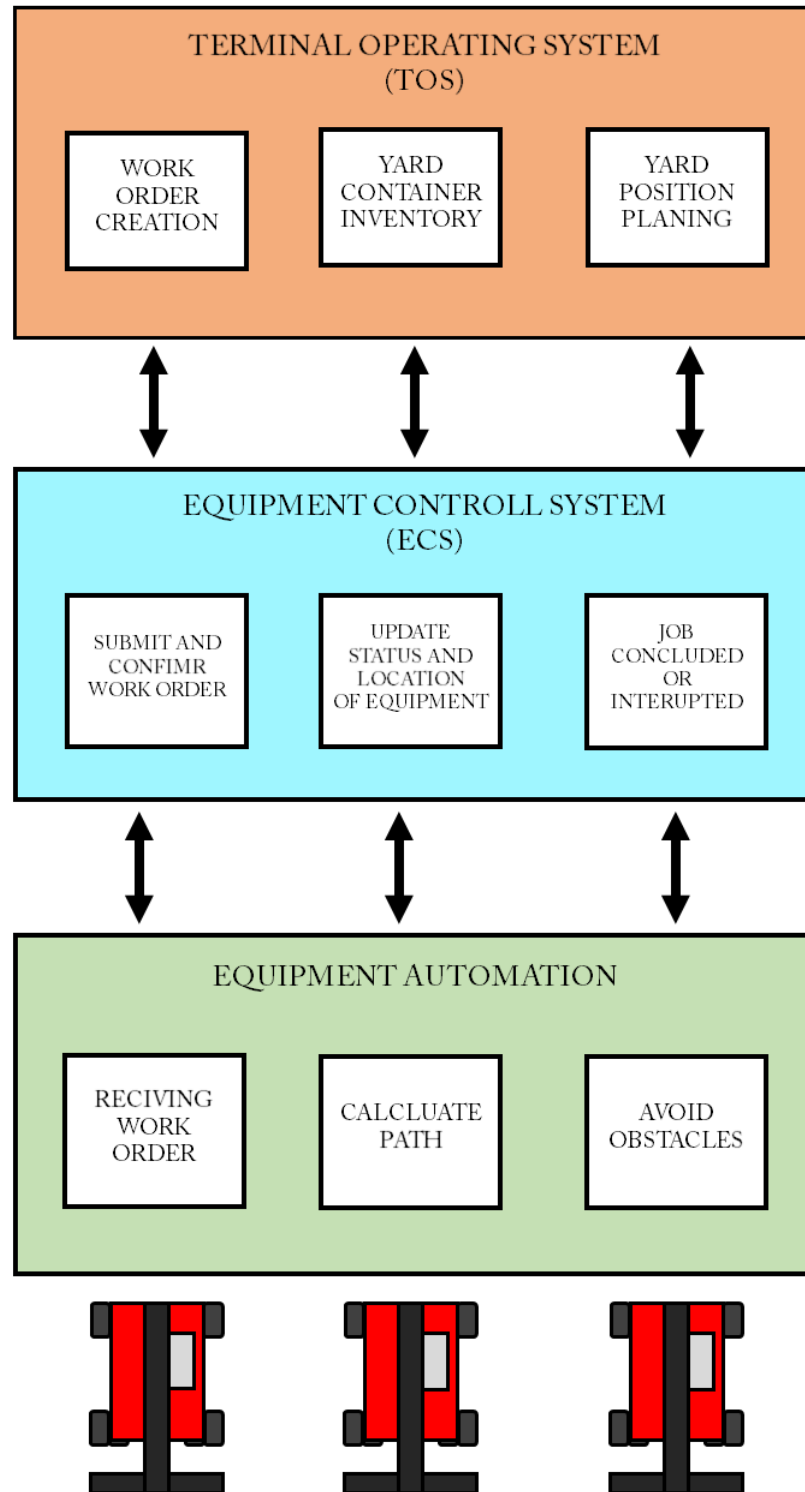 TERMINAL OPERATING SYSTEM
(TOS)
WORK
ORDER
CREATION
YARD
CONTAINER
INVENTORY
YARD
POSITION
PLANING
EQUIPMENT CONTROLL SYSTEM
(ECS)
SUBMIT AND
CONFIMR
WORK ORDER
UPDATE
STATUS AND
LOCATION
OF EQUIPMENT
JOB
CONCLUDED
OR
INTERUPTED
EQUIPMENT AUTOMATION
RECIVING
WORK
ORDER
CALCLUATE
PATH
AVOID
OBSTACLES